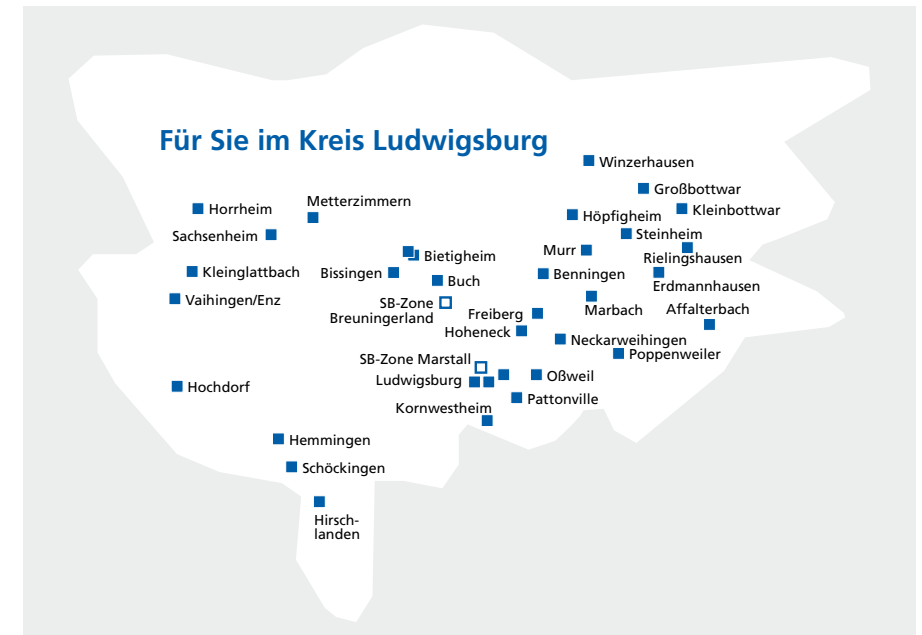 Für Sie im Kreis Ludwigsburg
Winzerhausen
Großbottwar
Metterzimmern
Horrheim
Kleinbottwar
Höpfigheim
Sachsenheim
Steinheim
Murr
Bietigheim
Rielingshausen
Kleinglattbach
Bissingen
Benningen
Buch
Erdmannhausen
Vaihingen/Enz
SB-Zone
Breuningerland
Freiberg
Marbach
Affalterbach
Hoheneck
Neckarweihingen
Poppenweiler
SB-Zone Marstall
Ludwigsburg
Oßweil
Hochdorf
Pattonville
Kornwestheim
Hemmingen
Schöckingen
Hirsch-
landen